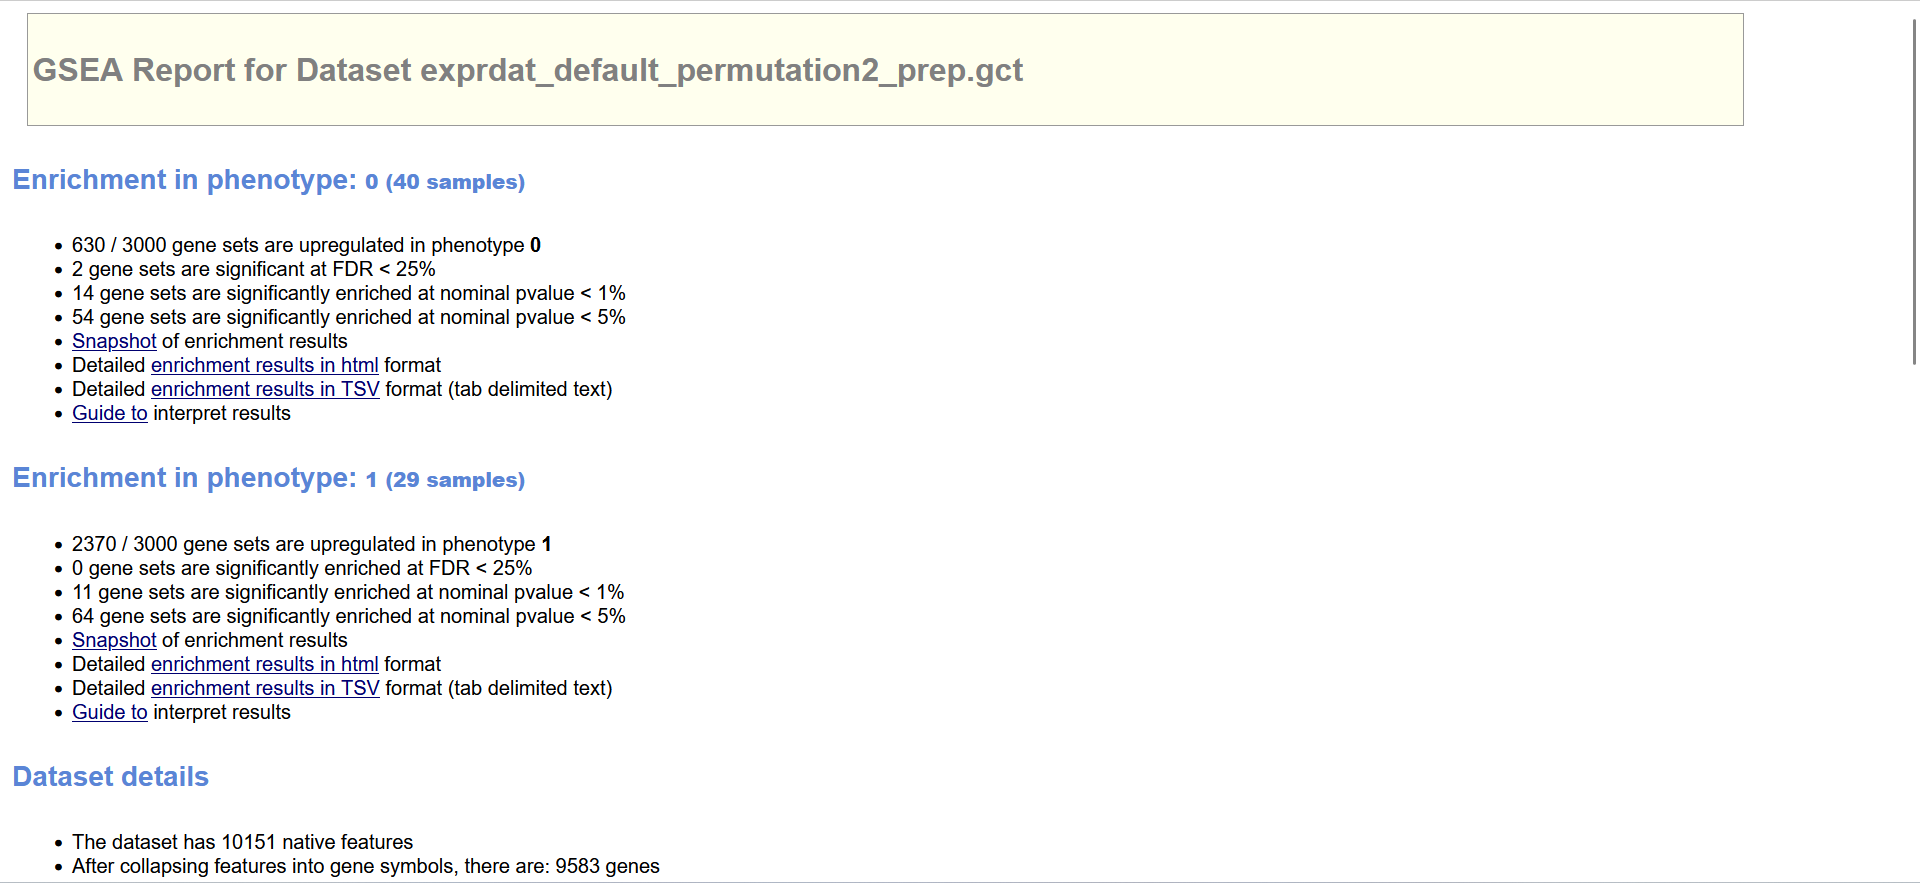 GSEA Report for Dataset exprdat_default_permutation2_prep.gct
Enrichment in phenotype: 0 (40 samples)
• 630 / 3000 gene sets are upregulated in phenotype 0
• 2 gene sets are significant at FDR < 25%
• 14 gene sets are significantly enriched at nominal pvalue < 1%
• 54 gene sets are significantly enriched at nominal pvalue < 5%
• Snapshot of enrichment results
• Detailed enrichment results in html format
• Detailed enrichment results in TSV format (tab delimited text)
• Guide to interpret results
Enrichment in phenotype: 1 (29 samples)
• 2370 / 3000 gene sets are upregulated in phenotype 1
• 0 gene sets are significantly enriched at FDR < 25%
• 11 gene sets are significantly enriched at nominal pvalue < 1%
• 64 gene sets are significantly enriched at nominal pvalue < 5%
• Snapshot of enrichment results
• Detailed enrichment results in html format
• Detailed enrichment results in TSV format (tab delimited text)
• Guide to interpret results
Dataset details
• The dataset has 10151 native features
• After collapsing features into gene symbols, there are: 9583 genes